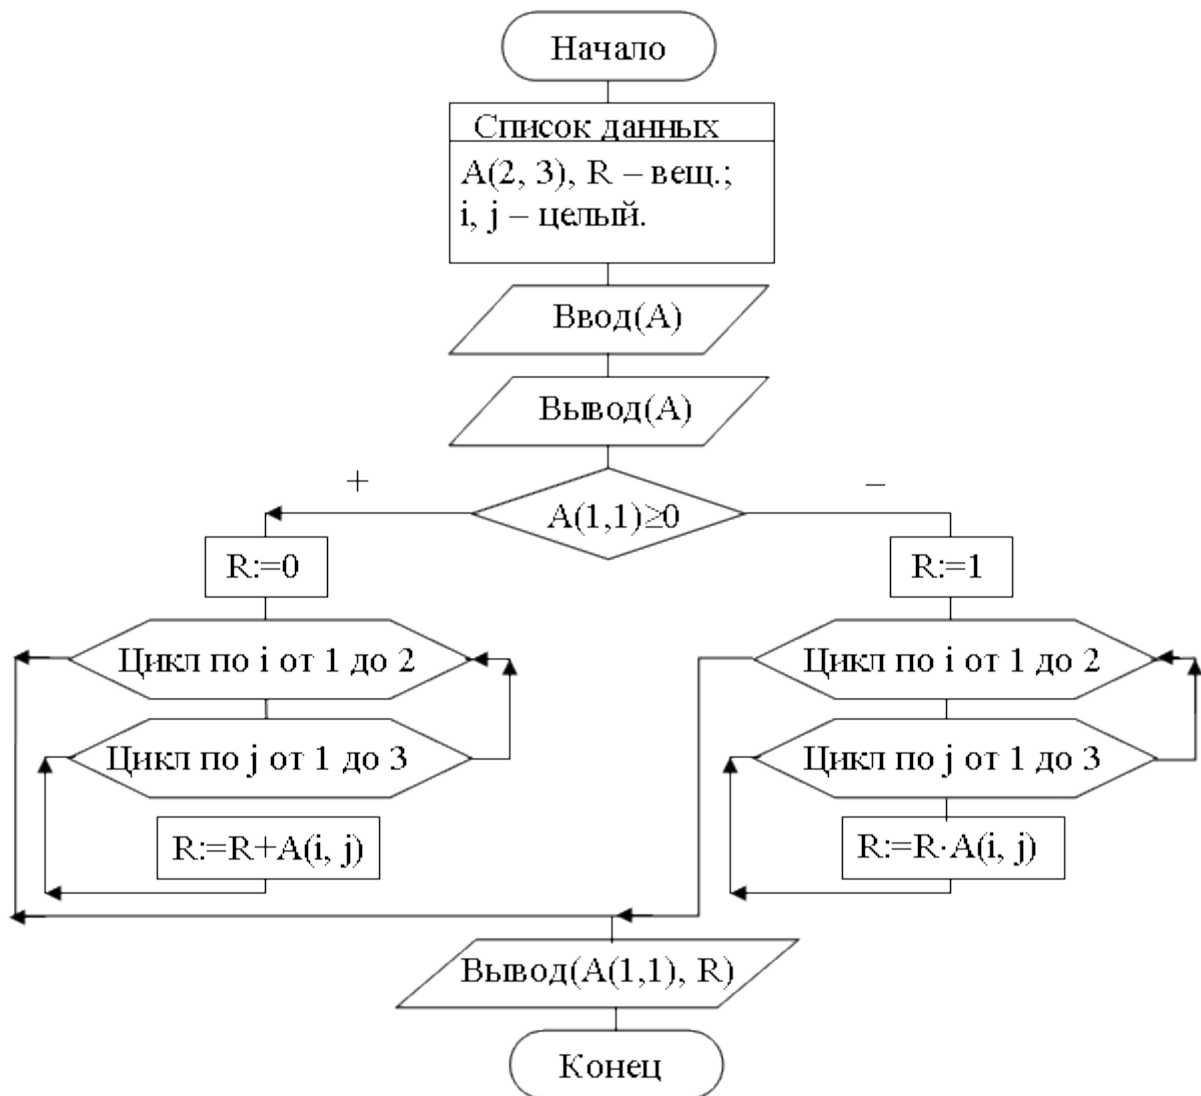 Начало
Список данных
A(2, 3), R – вещ.;
i, j – целый.
Ввод(A)
Вывод(A)
+
–
A(1,1)≥0
R:=0
R:=1
Цикл по i от 1 до 2
Цикл по i от 1 до 2
Цикл по j от 1 до 3
Цикл по j от 1 до 3
R:=R+A(i, j)
R:=R·A(i, j)
Вывод(A(1,1), R)
Конец